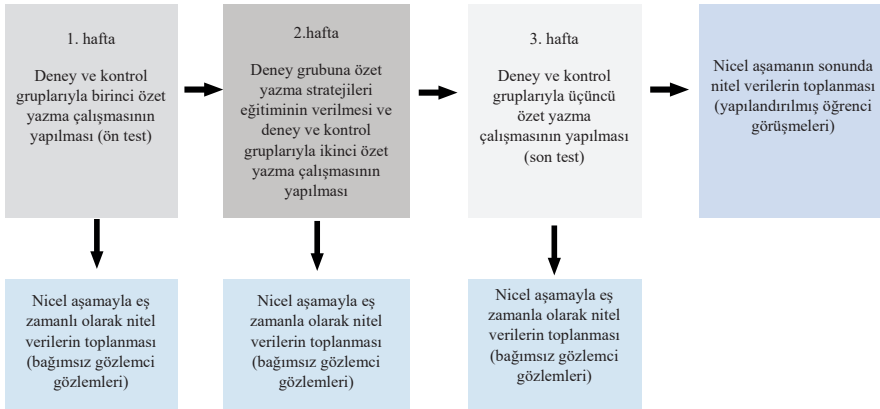 1. hafta
Deney ve kontrol
gruplarıyla birinci özet
yazma çalışmasının
yapılması (ön test)
2.hafta
Deney grubuna özet
yazma stratejileri
eğitiminin verilmesi ve
deney ve kontrol
gruplarıyla ikinci özet
yazma çalışmasının
yapılması
3. hafta
Deney ve kontrol
gruplarıyla üçüncü
özet yazma
çalışmasının yapılması
(son test)
Nicel aşamanın sonunda
nitel verilerin toplanması
(yapılandırılmış öğrenci
görüşmeleri)
Nicel aşamayla eş
zamanlı olarak nitel
verilerin toplanması
(bağımsız gözlemci
gözlemleri)
Nicel aşamayla eş
zamanla olarak nitel
verilerin toplanması
(bağımsız gözlemci
gözlemleri)
Nicel aşamayla eş
zamanla olarak nitel
verilerin toplanması
(bağımsız gözlemci
gözlemleri)